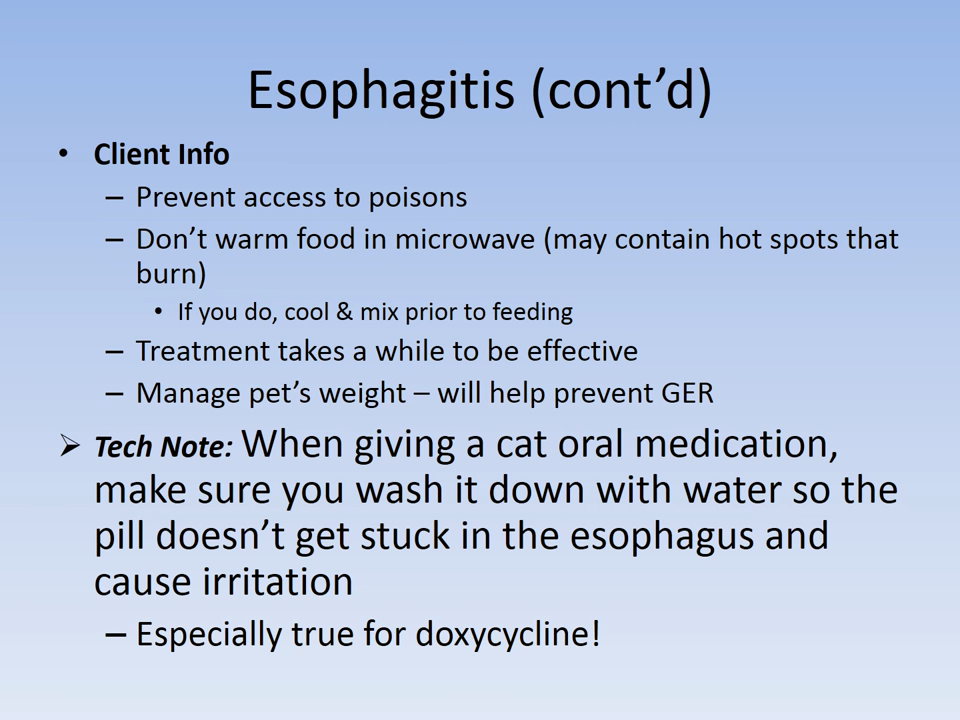 Esophagitis (cont’d)
• Client Info
– Prevent access to poisons
– Don’t warm food in microwave (may contain hot spots that
burn)
• If you do, cool & mix prior to feeding
– Treatment takes a while to be effective
– Manage pet’s weight – will help prevent GER
➢ Tech Note: When giving a cat oral medication,
make sure you wash it down with water so the
pill doesn’t get stuck in the esophagus and
cause irritation
– Especially true for doxycycline!